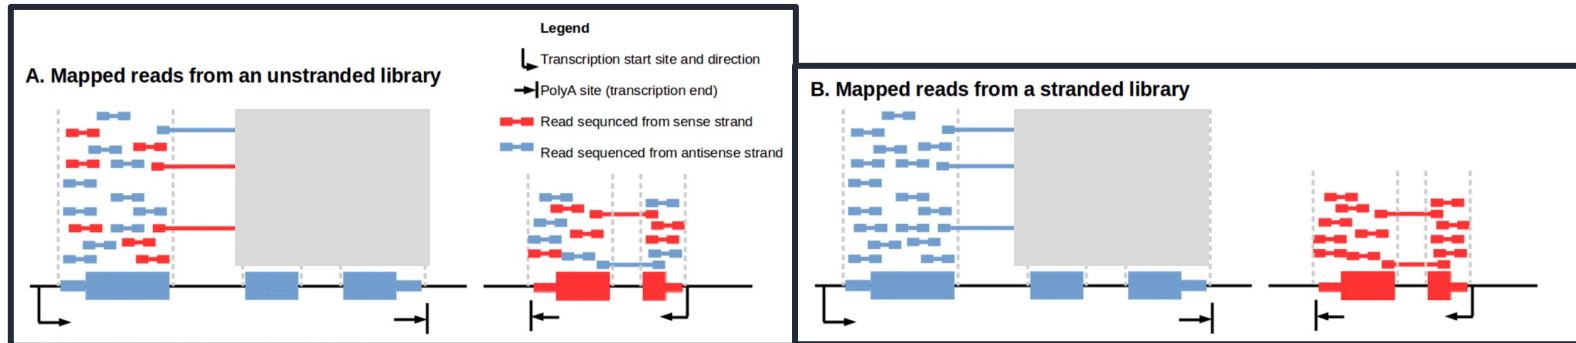 Legend
Transcription start site and direction
A. Mapped reads from an unstranded library
PolyA site (transcription end)
Read sequnced from sense strand
Read sequenced from antisense strand
B. Mapped reads from a stranded library